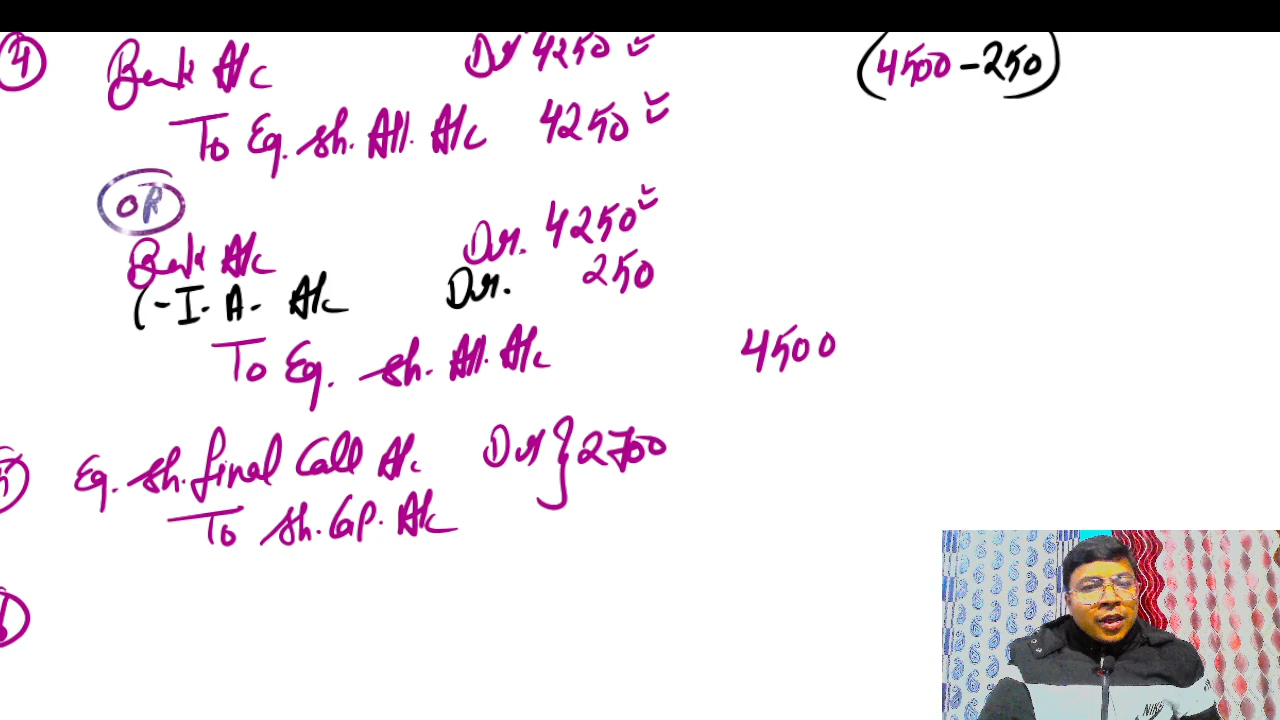 4 Bank A/c Dr 4250 (4500 - 250)
To Eq. Sh. All. A/c 4250
OR
Bank A/c Dr. 4250
C-I-A- A/c Dr. 250
To Eq. Sh. All. A/c 4500
5 Eq. Sh. final Call A/c Dr } 2700
To Sh. Cap. A/c